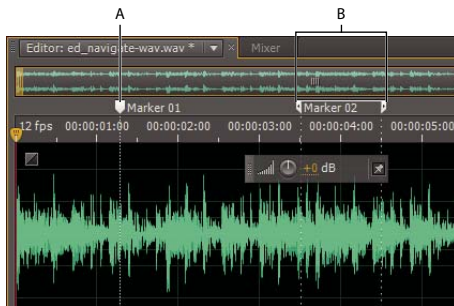 A B
Editor: ed_navigate-wav.wav * Mixer
Marker 01 Marker 02
12 fps 00:00:01:00 00:00:02:00 00:00:03:00 00:00:04:00 00:00:05:00
+0 dB